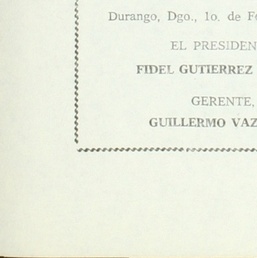 Durango, Dgo., 1o. de Fe
EL PRESIDEN
FIDEL GUTIERREZ
GERENTE,
GUILLERMO VAZ